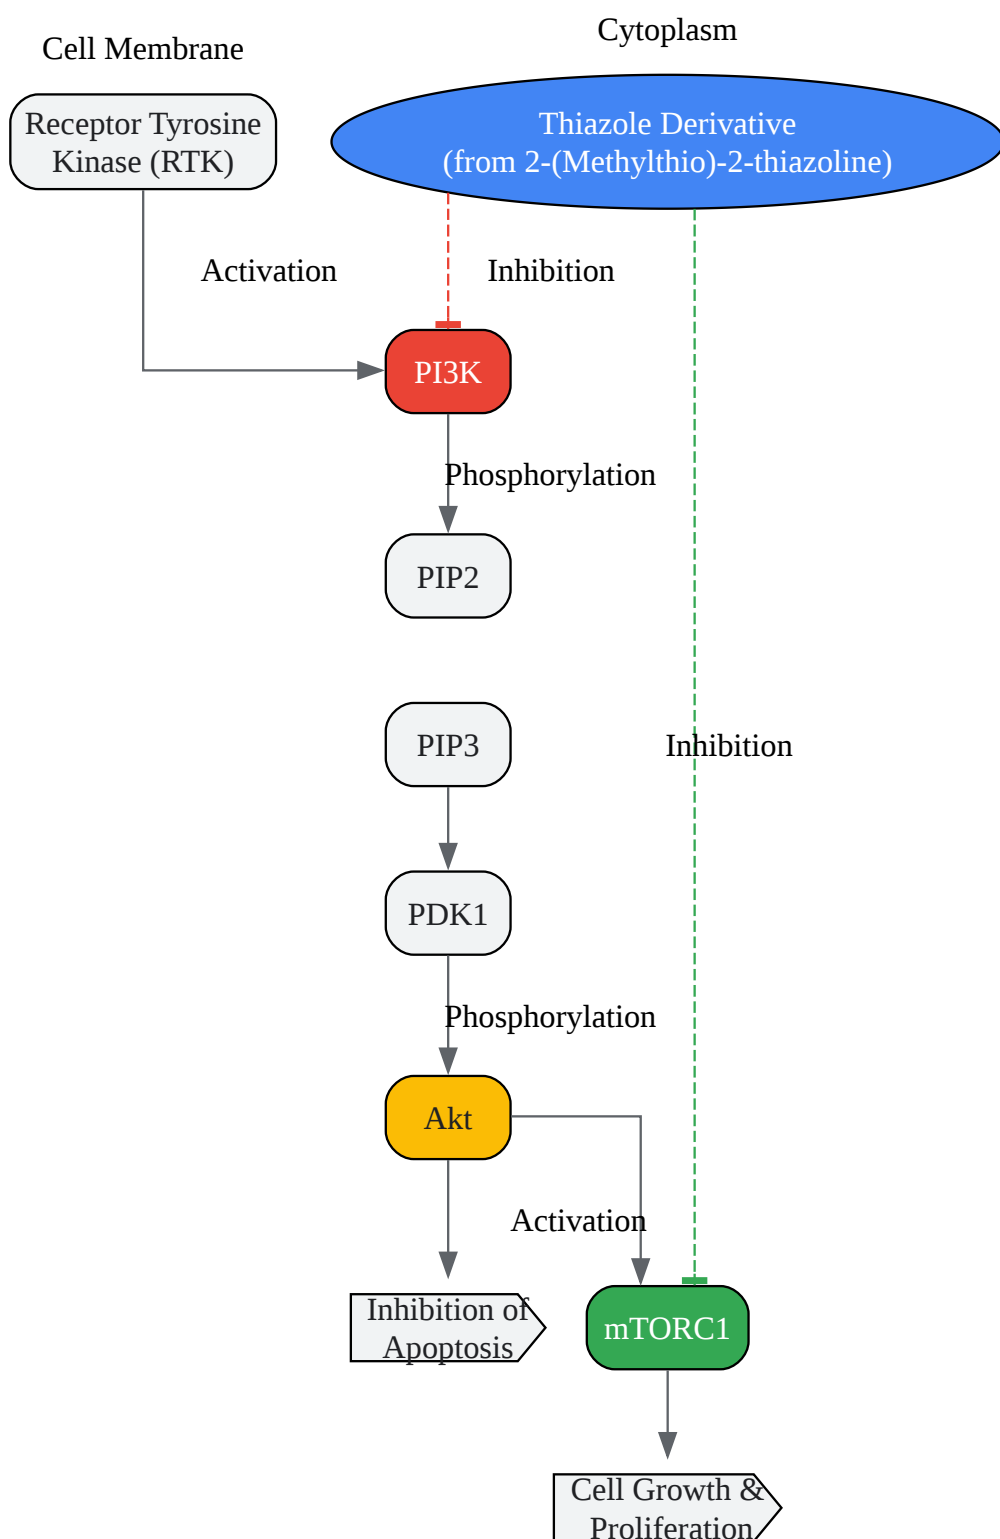 Cell Membrane
Cytoplasm
Receptor Tyrosine
Kinase (RTK)
Thiazole Derivative
(from 2-(Methylthio)-2-thiazoline)
Activation
Inhibition
PI3K
Phosphorylation
PIP2
PIP3
Inhibition
PDK1
Phosphorylation
Akt
Activation
Inhibition of
Apoptosis
mTORC1
Cell Growth &
Proliferation